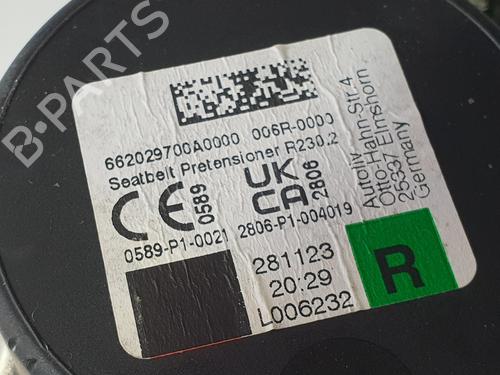 B-PARTS
662029700A0000 006R-0000
Seatbelt Pretensioner R230.2
CE 0589
UK CA 2806
0589-P1-0021 2806-P1-004019
Autoliv
Otto-Hahn-Str.4
25337 Elmshorn
Germany
281123
20:29
L006232
R